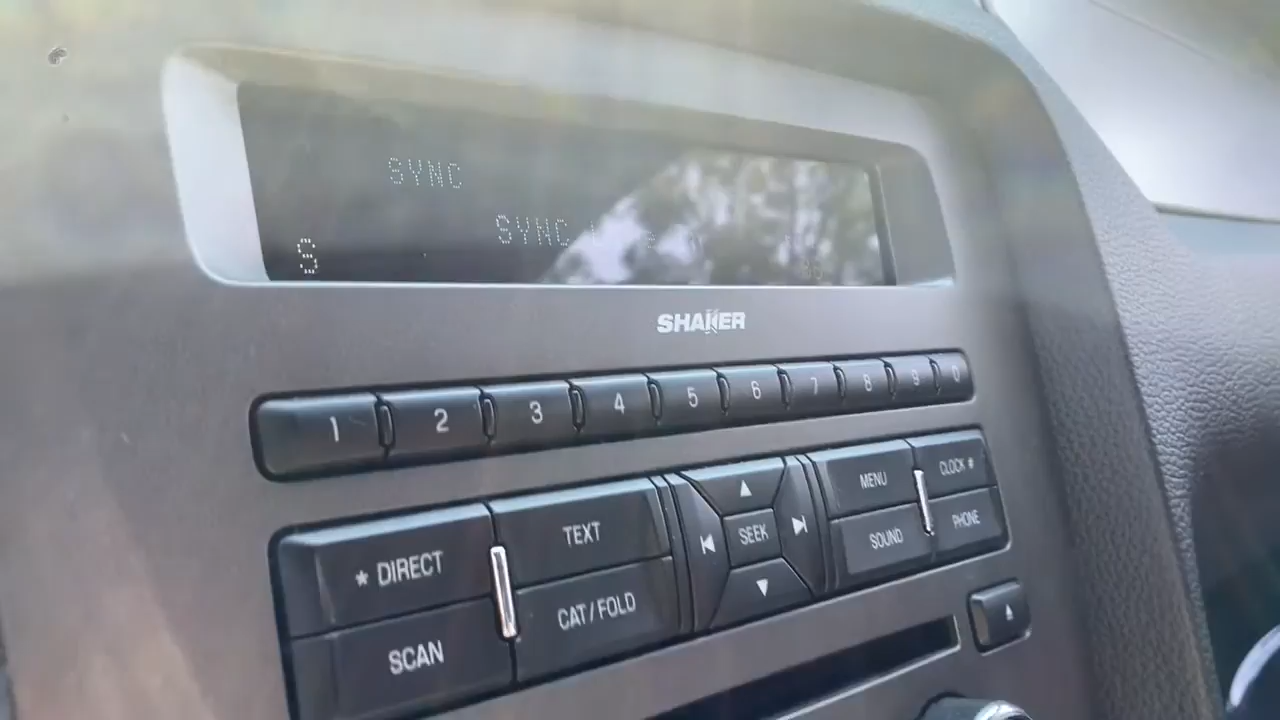 SYNC
SYNC
S
SHAKER
1 2 3 4 5 6 7 8 9 0
* DIRECT
TEXT
SEEK
MENU
CLOCK *
SCAN
CAT/FOLD
SOUND
PHONE